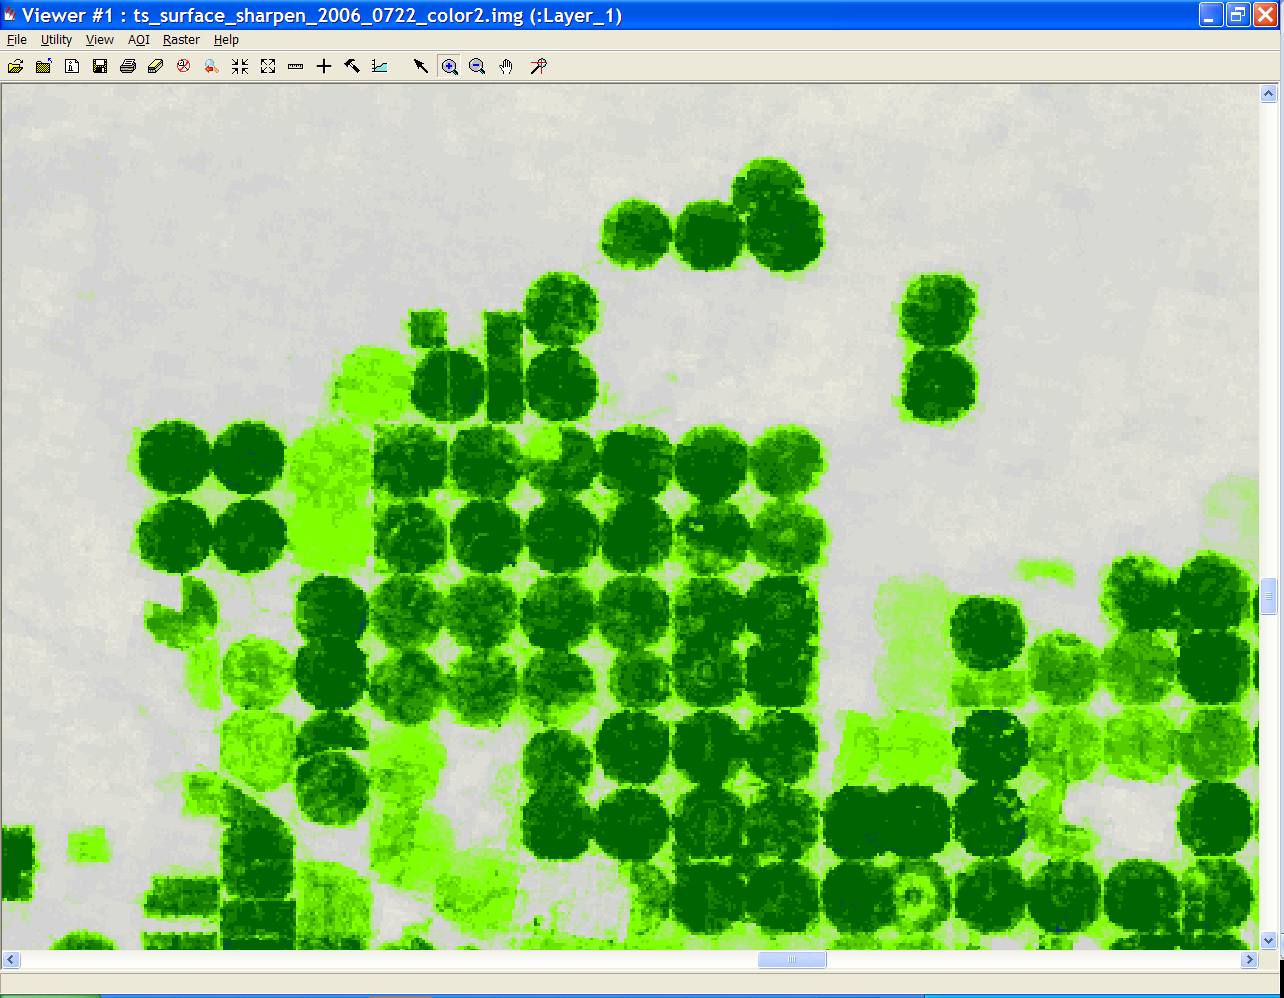 Viewer #1 : ts_surface_sharpen_2006_0722_color2.img (:Layer_1)
File Utility View AOI Raster Help